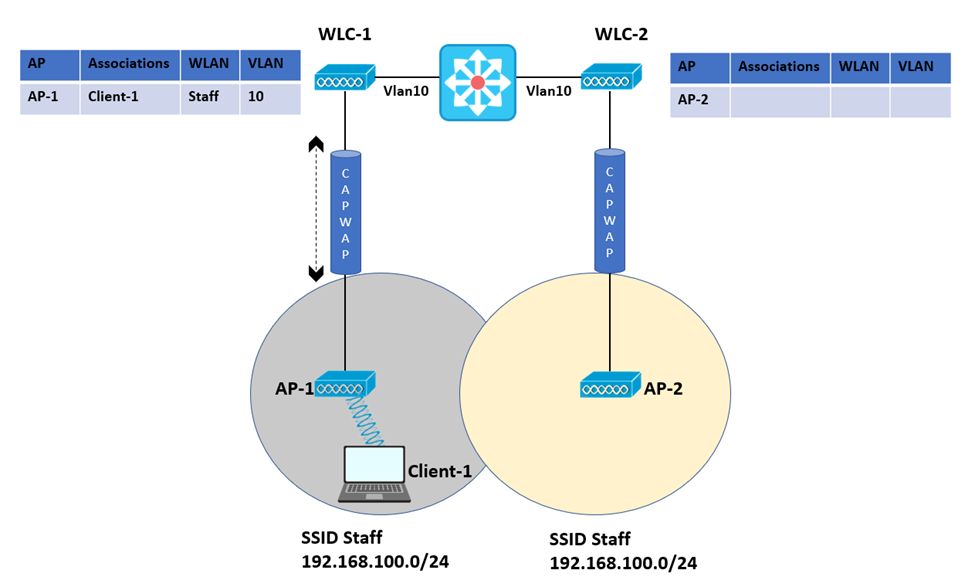 WLC-1
WLC-2
AP Associations WLAN VLAN
AP-1 Client-1 Staff 10
Vlan10
Vlan10
AP Associations WLAN VLAN
AP-2
CAPWAP
CAPWAP
AP-1
AP-2
Client-1
SSID Staff
192.168.100.0/24
SSID Staff
192.168.100.0/24